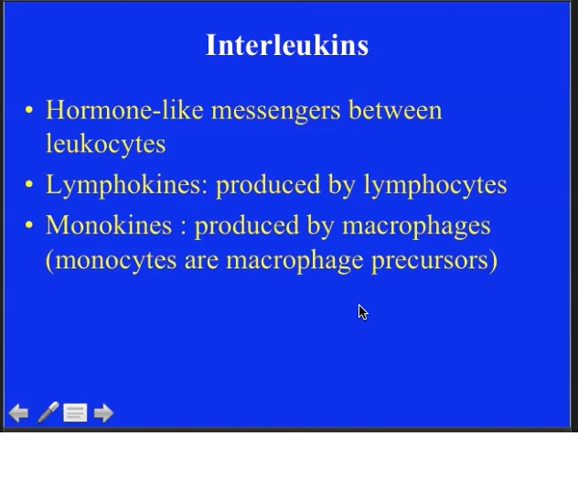 Interleukins
• Hormone-like messengers between
leukocytes
• Lymphokines: produced by lymphocytes
• Monokines : produced by macrophages
(monocytes are macrophage precursors)